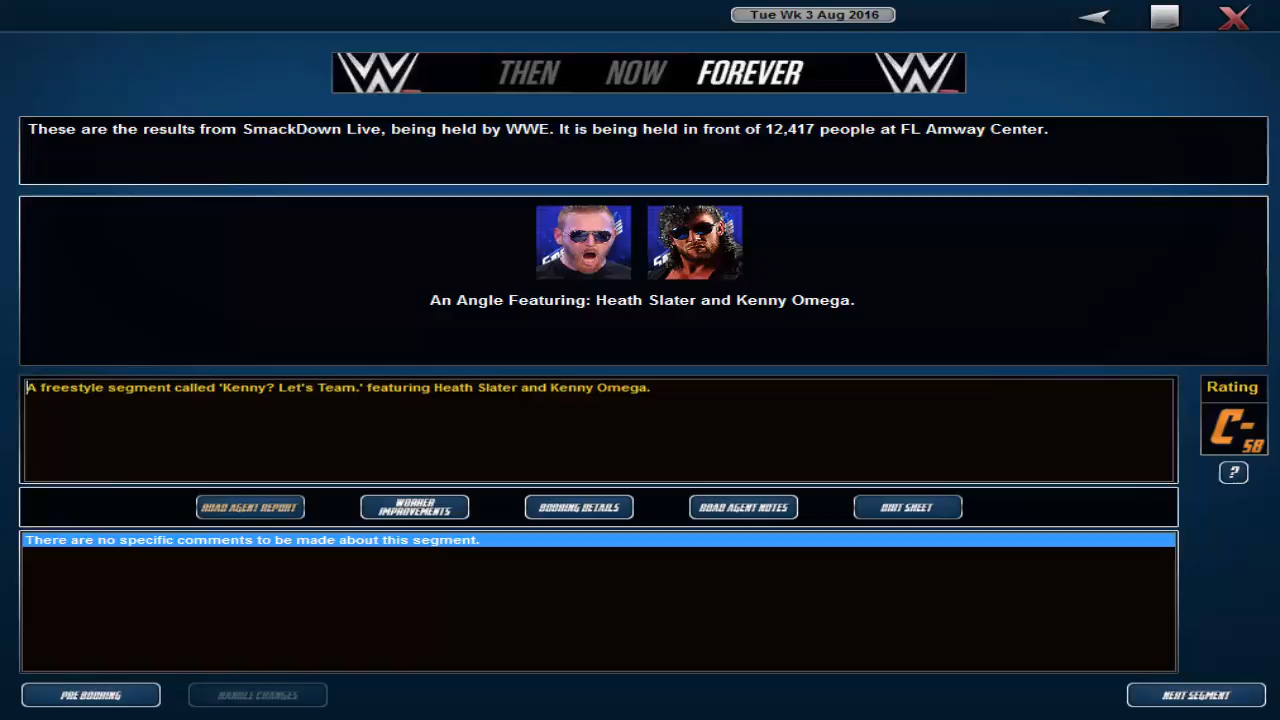 Tue Wk 3 Aug 2016
THEN NOW FOREVER
These are the results from SmackDown Live, being held by WWE. It is being held in front of 12,417 people at FL Amway Center.
An Angle Featuring: Heath Slater and Kenny Omega.
A freestyle segment called 'Kenny? Let's Team.' featuring Heath Slater and Kenny Omega.
Rating
C-
58
?
ROAD AGENT REPORT
WORKER
IMPROVEMENTS
BOOKING DETAILS
ROAD AGENT NOTES
DIRT SHEET
There are no specific comments to be made about this segment.
PRE BOOKING
HANDLE CHANGES
NEXT SEGMENT